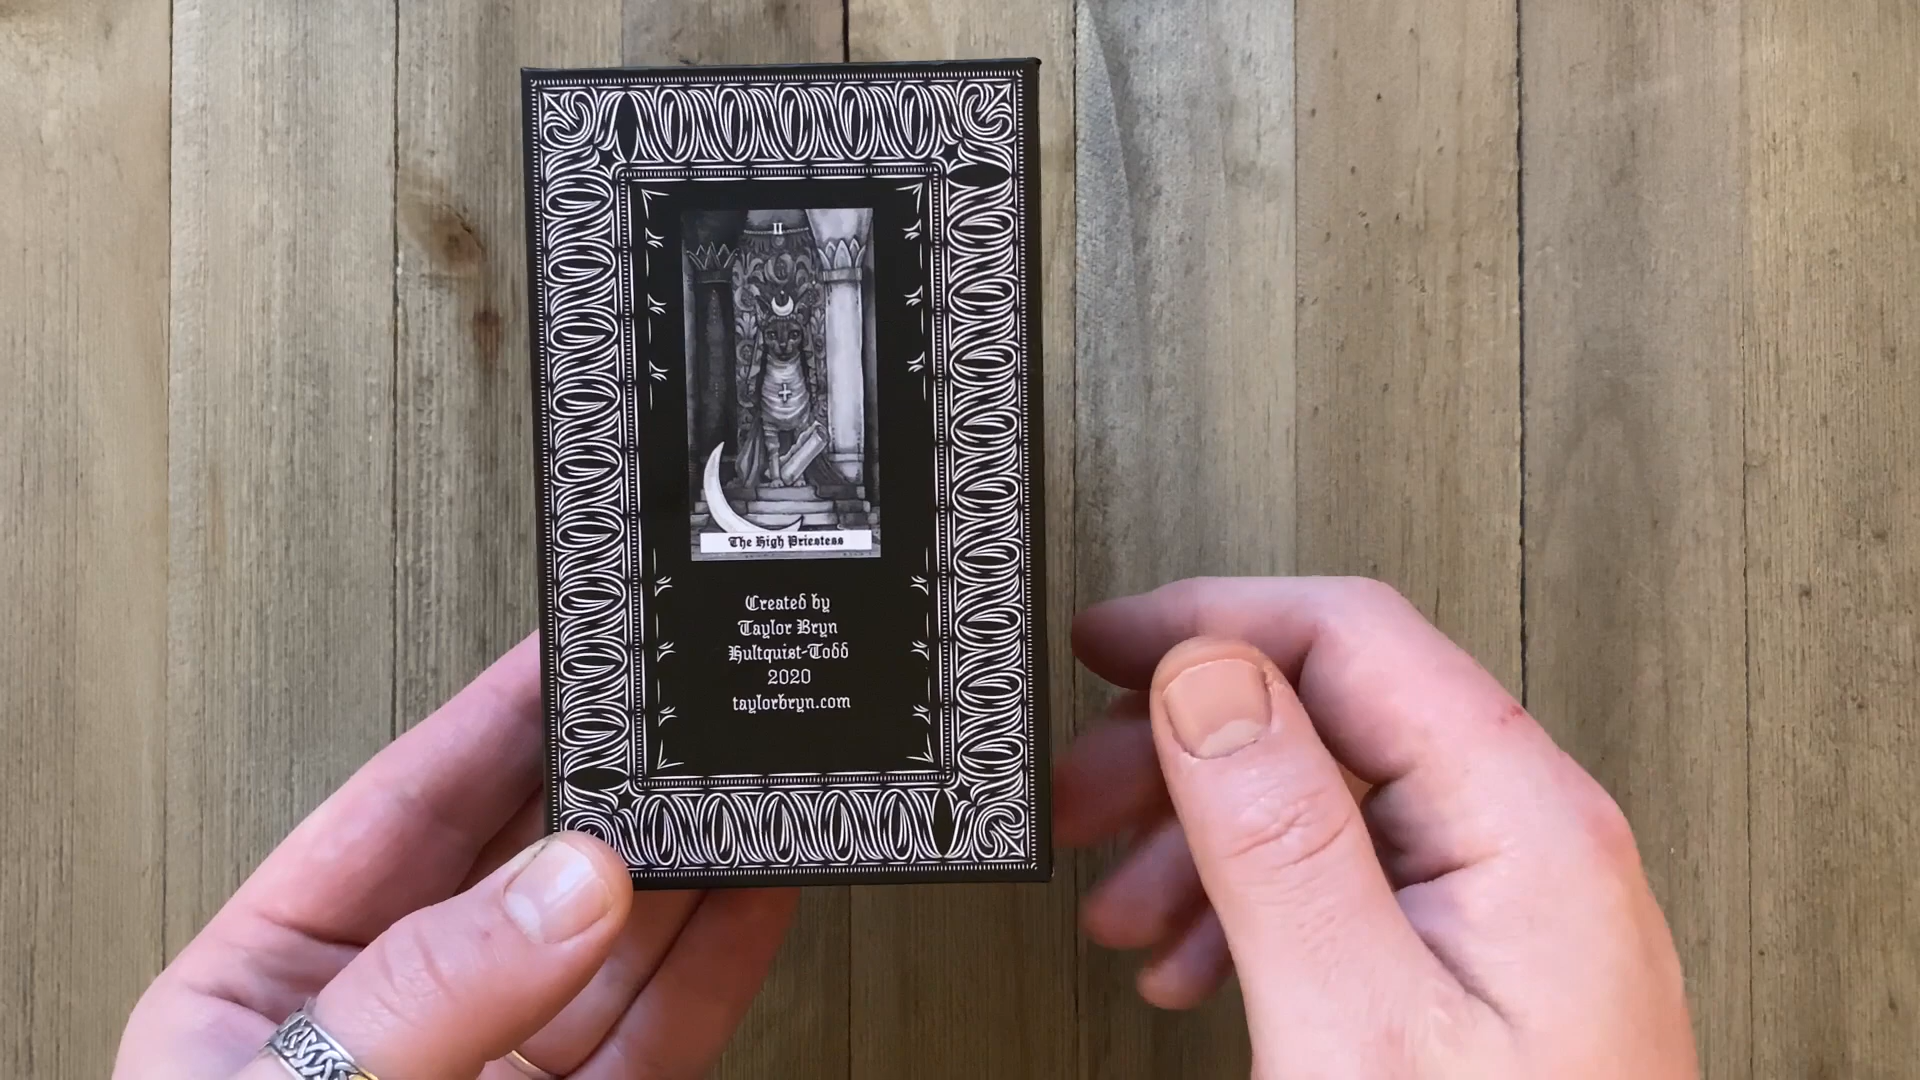 II
The High Priestess
Created by
Taylor Bryn
Hultquist-Todd
2020
taylorbryn.com